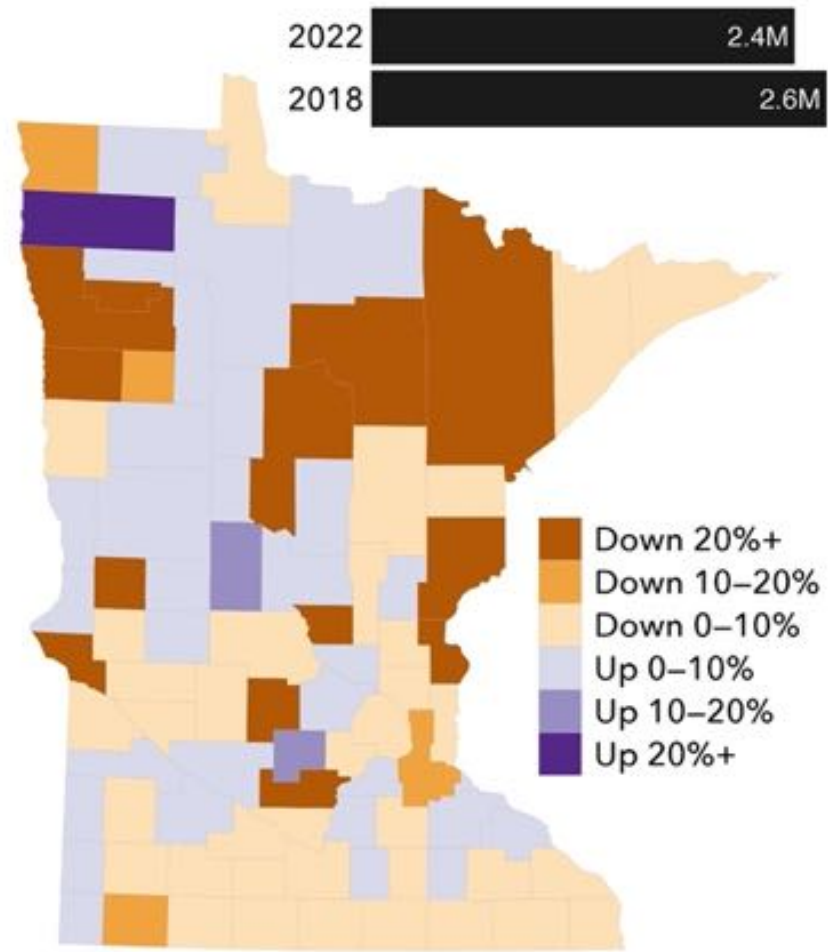 2022 2.4M
2018 2.6M
Down 20%+
Down 10–20%
Down 0–10%
Up 0–10%
Up 10–20%
Up 20%+